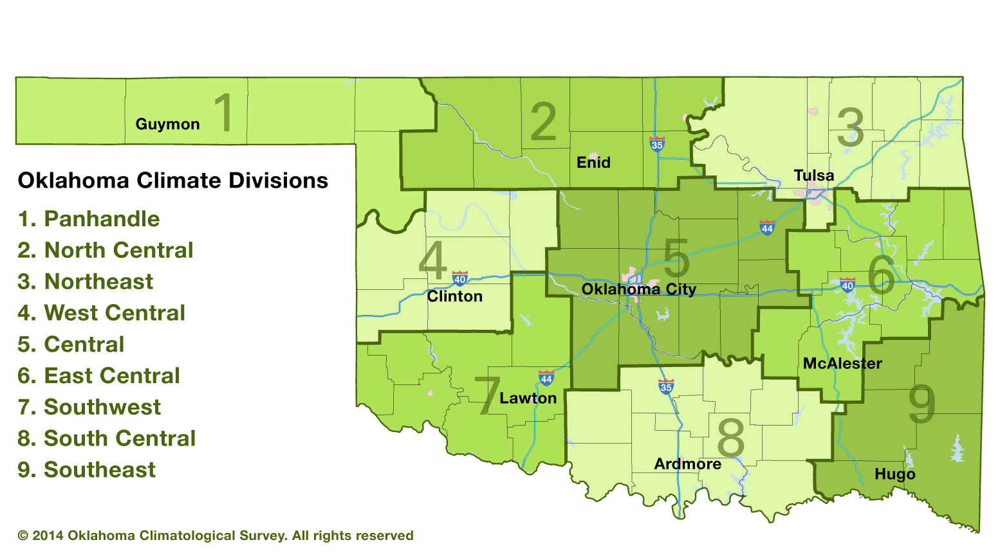 1
2
3
Guymon
35
Enid
Tulsa
Oklahoma Climate Divisions
1. Panhandle
2. North Central
3. Northeast
4. West Central
5. Central
6. East Central
7. Southwest
8. South Central
9. Southeast
44
4
5
6
40
40
Oklahoma City
Clinton
McAlester
44
35
7
Lawton
9
8
Ardmore
Hugo
© 2014 Oklahoma Climatological Survey. All rights reserved